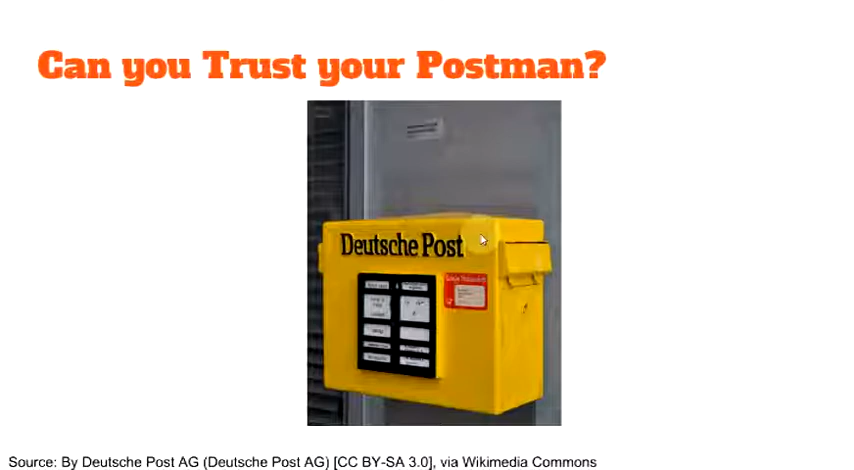 Can you Trust your Postman?
Deutsche Post
Source: By Deutsche Post AG (Deutsche Post AG) [CC BY-SA 3.0], via Wikimedia Commons